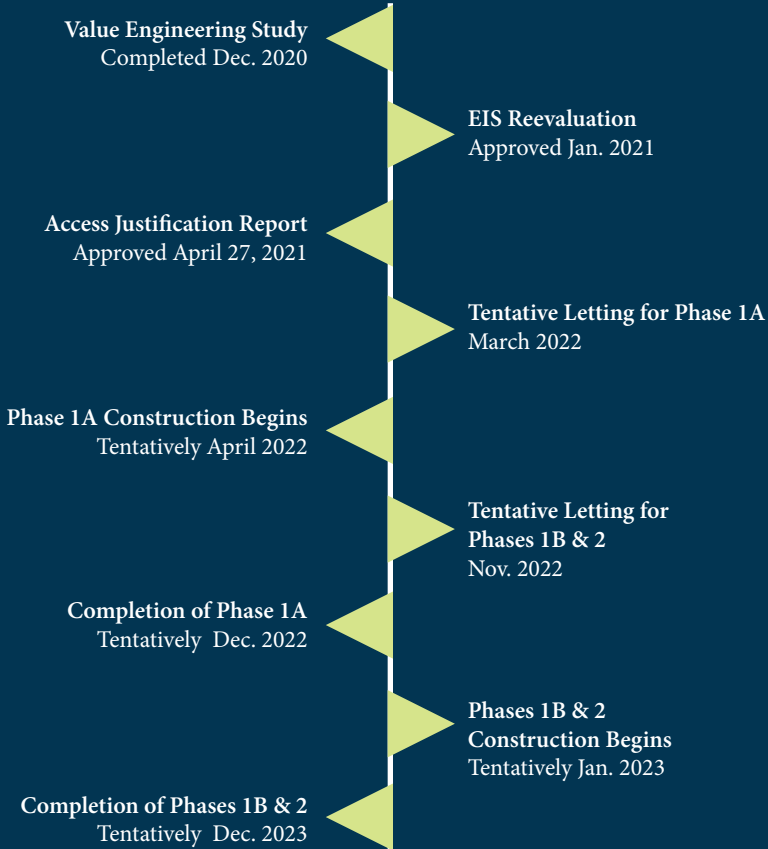 Value Engineering Study
Completed Dec. 2020
EIS Reevaluation
Approved Jan. 2021
Access Justification Report
Approved April 27, 2021
Tentative Letting for Phase 1A
March 2022
Phase 1A Construction Begins
Tentatively April 2022
Tentative Letting for
Phases 1B & 2
Nov. 2022
Completion of Phase 1A
Tentatively Dec. 2022
Phases 1B & 2
Construction Begins
Tentatively Jan. 2023
Completion of Phases 1B & 2
Tentatively Dec. 2023